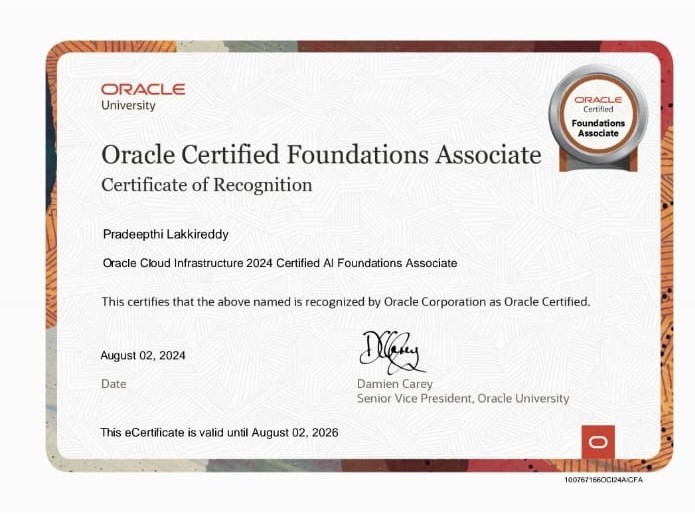 ORACLE
University
ORACLE
Certified
Foundations
Associate
Oracle Certified Foundations Associate
Certificate of Recognition
Pradeepthi Lakkireddy
Oracle Cloud Infrastructure 2024 Certified AI Foundations Associate
This certifies that the above named is recognized by Oracle Corporation as Oracle Certified.
August 02, 2024
Date
DCarey
Damien Carey
Senior Vice President, Oracle University
This eCertificate is valid until August 02, 2026
100767166OCI24AICFA